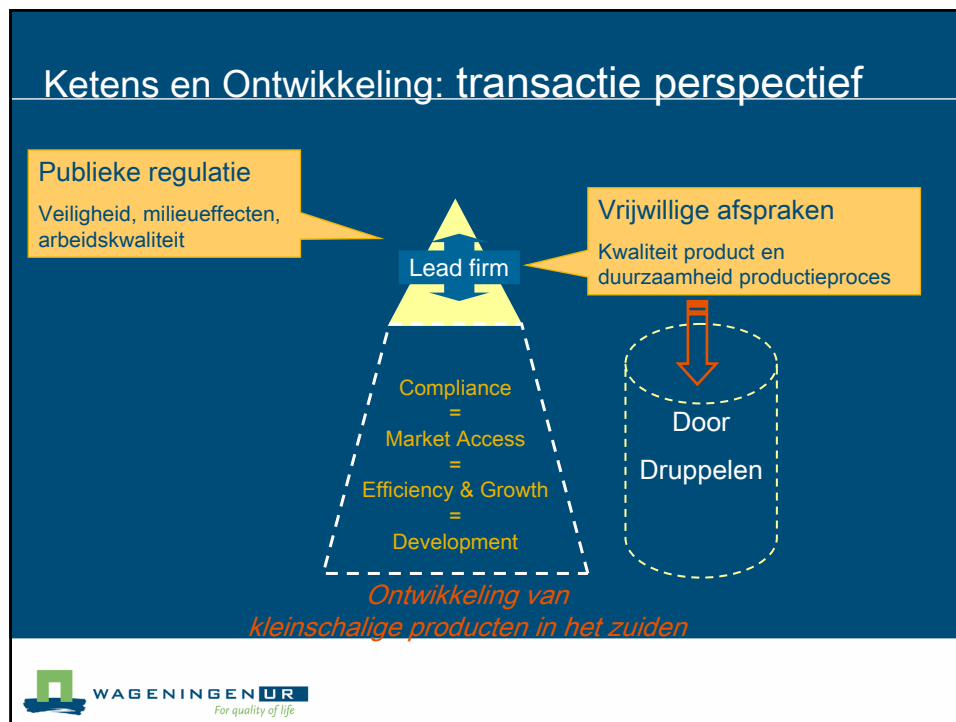 Ketens en Ontwikkeling: transactie perspectief
Publieke regulatie
Veiligheid, milieueffecten,
arbeidskwaliteit
Lead firm
Vrijwillige afspraken
Kwaliteit product en
duurzaamheid productieproces
Compliance
=
Market Access
=
Efficiency & Growth
=
Development
Door
Druppelen
Ontwikkeling van
kleinschalige producten in het zuiden
WAGENINGEN UR
For quality of life